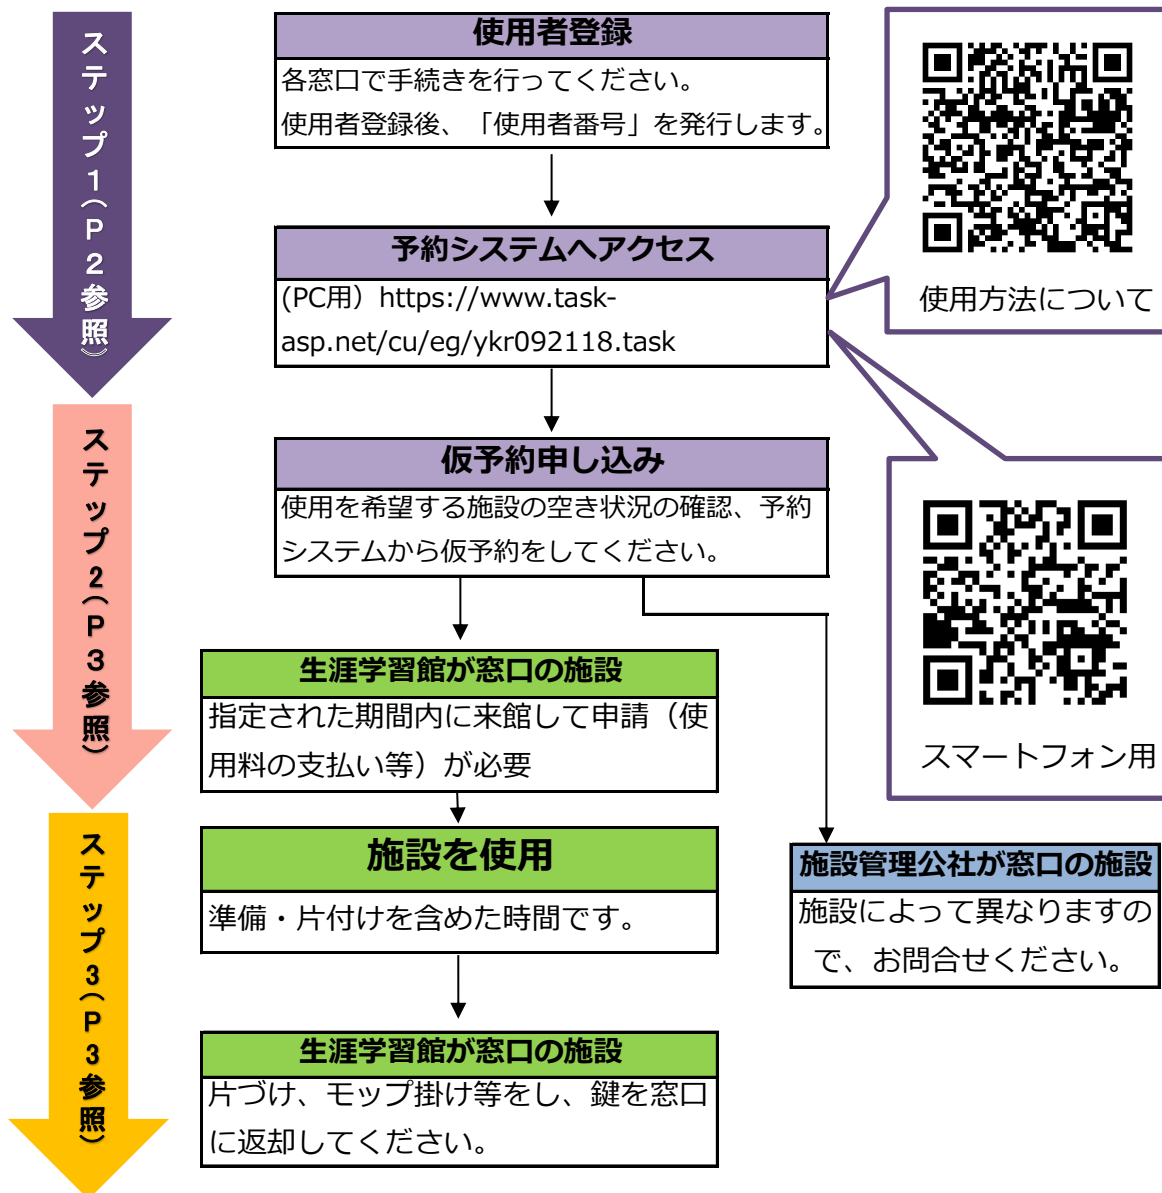 ステップ1（P2参照）
使用者登録
各窓口で手続きを行ってください。
使用者登録後、「使用者番号」を発行します。
予約システムへアクセス
(PC用）https://www.task-
asp.net/cu/eg/ykr092118.task
使用方法について
スマートフォン用
ステップ2（P3参照）
仮予約申し込み
使用を希望する施設の空き状況の確認、予約
システムから仮予約をしてください。
生涯学習館が窓口の施設
指定された期間内に来館して申請（使
用料の支払い等）が必要
ステップ3（P3参照）
施設を使用
準備・片付けを含めた時間です。
施設管理公社が窓口の施設
施設によって異なりますの
で、お問合せください。
生涯学習館が窓口の施設
片づけ、モップ掛け等をし、鍵を窓口
に返却してください。